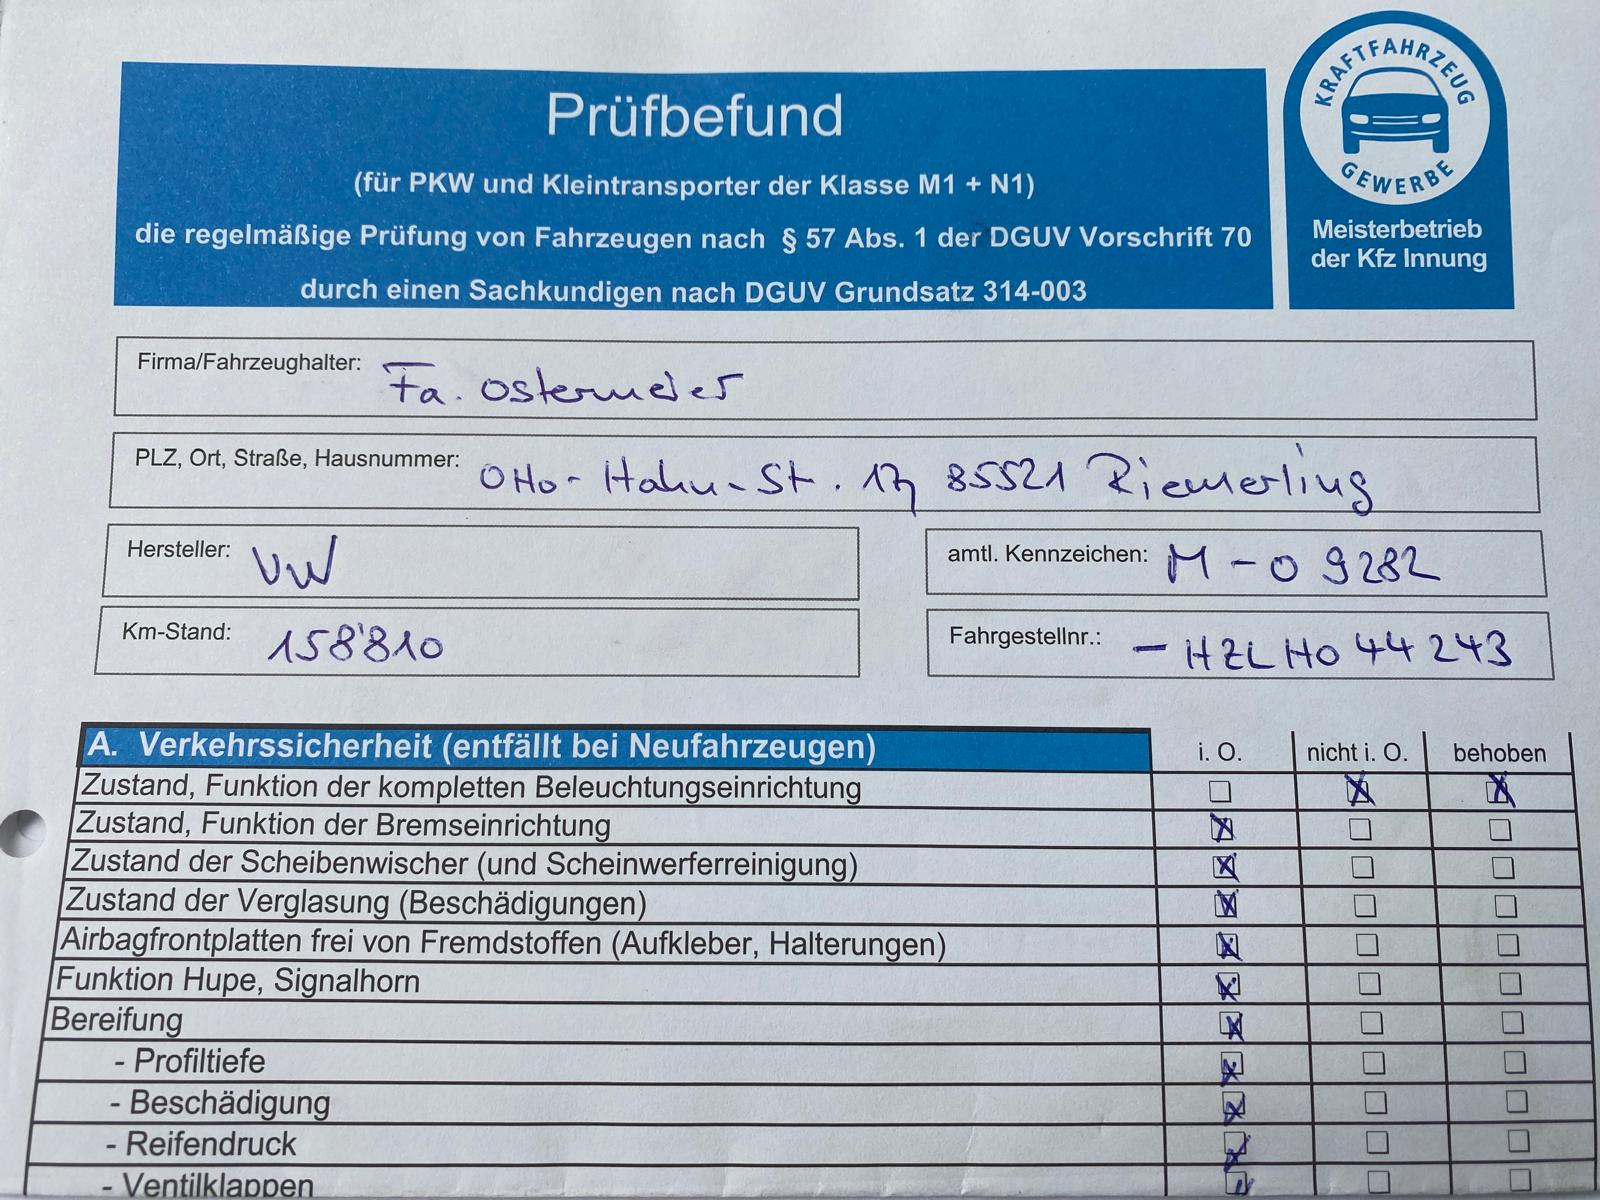 Prüfbefund
(für PKW und Kleintransporter der Klasse M1 + N1)
die regelmäßige Prüfung von Fahrzeugen nach § 57 Abs. 1 der DGUV Vorschrift 70
durch einen Sachkundigen nach DGUV Grundsatz 314-003
KRAFTFAHRZEUG
GEWERBE
Meisterbetrieb
der Kfz Innung
Firma/Fahrzeughalter: Fa. Ostermeier
PLZ, Ort, Straße, Hausnummer: Otto-Hahn-St. 17, 85521 Riemerling
Hersteller: VW
amtl. Kennzeichen: M-O 9282
Km-Stand: 158'810
Fahrgestellnr.: - HZLH044243
A. Verkehrssicherheit (entfällt bei Neufahrzeugen) i. O. nicht i. O. behoben
Zustand, Funktion der kompletten Beleuchtungseinrichtung
Zustand, Funktion der Bremseinrichtung
Zustand der Scheibenwischer (und Scheinwerferreinigung)
Zustand der Verglasung (Beschädigungen)
Airbagfrontplatten frei von Fremdstoffen (Aufkleber, Halterungen)
Funktion Hupe, Signalhorn
Bereifung
- Profiltiefe
- Beschädigung
- Reifendruck
- Ventilklappen